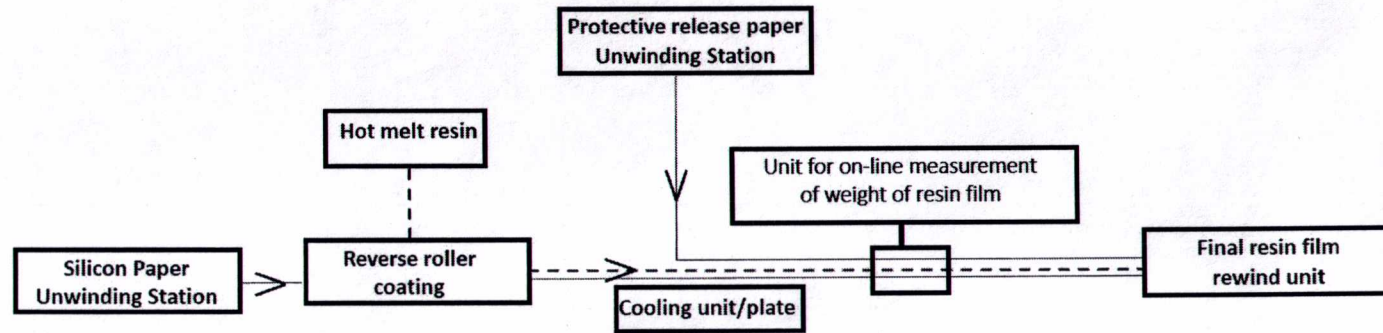 Protective release paper
Unwinding Station
Hot melt resin
Unit for on-line measurement
of weight of resin film
Silicon Paper
Unwinding Station
Reverse roller
coating
Cooling unit/plate
Final resin film
rewind unit